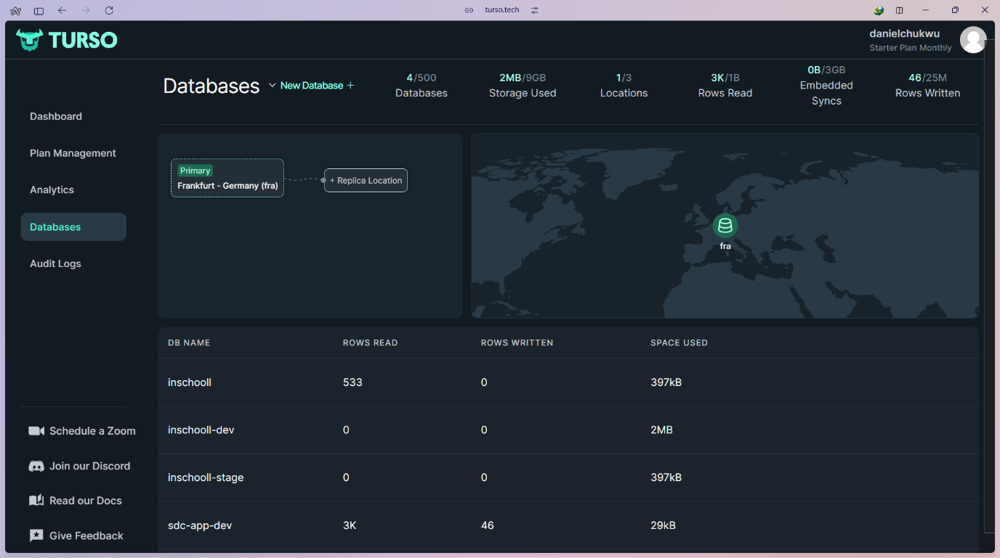 turso.tech
TURSO
danielchukwu
Starter Plan Monthly
Dashboard
Plan Management
Analytics
Databases
Audit Logs
Schedule a Zoom
Join our Discord
Read our Docs
Give Feedback
Databases
New Database +
4/500
Databases
2MB/9GB
Storage Used
1/3
Locations
3K/1B
Rows Read
0B/3GB
Embedded
Syncs
46/25M
Rows Written
Primary
Frankfurt - Germany (fra)
+ Replica Location
fra
DB NAME ROWS READ ROWS WRITTEN SPACE USED
inschooll 533 0 397kB
inschooll-dev 0 0 2MB
inschooll-stage 0 0 397kB
sdc-app-dev 3K 46 29kB